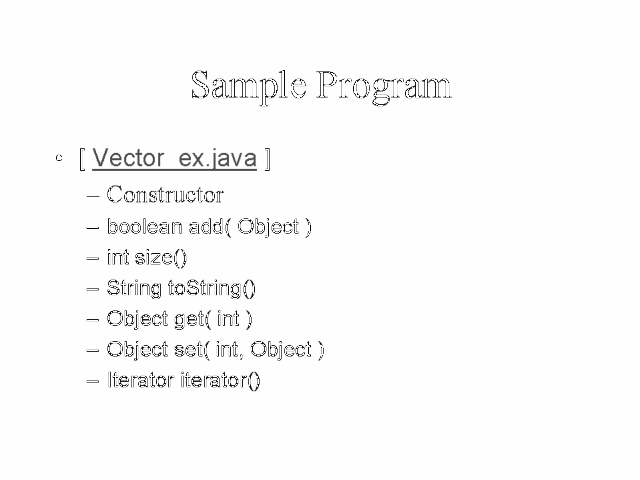 Sample Program
• [ Vector_ex.java ]
– Constructor
– boolean add( Object )
– int size()
– String toString()
– Object get( int )
– Object set( int, Object )
– Iterator iterator()